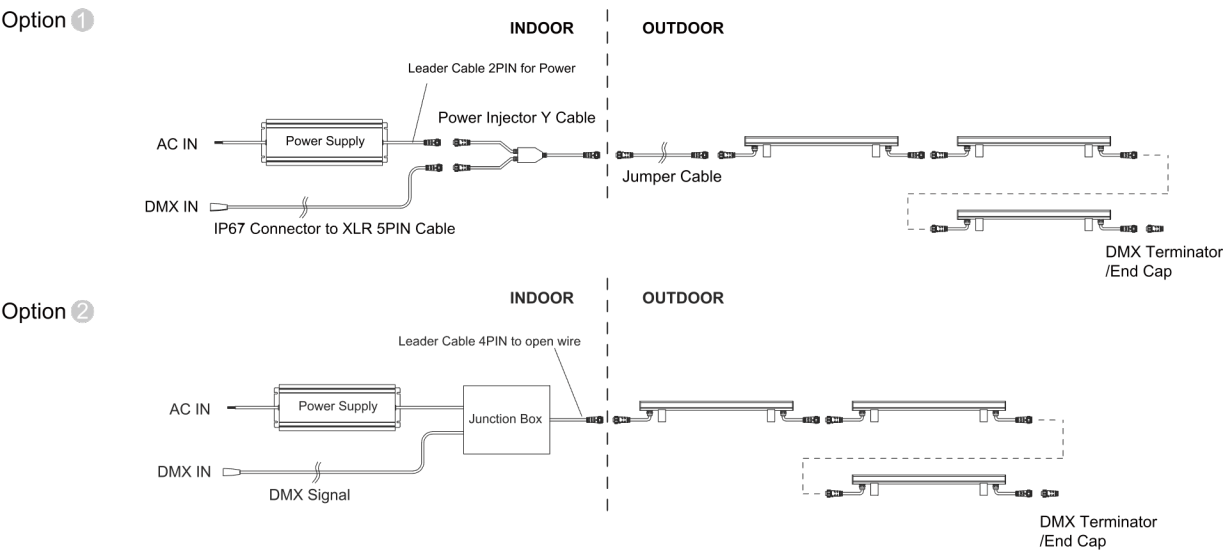 Option 1
INDOOR
OUTDOOR
Leader Cable 2PIN for Power
Power Injector Y Cable
AC IN
Power Supply
Jumper Cable
DMX IN
IP67 Connector to XLR 5PIN Cable
DMX Terminator
/End Cap
Option 2
INDOOR
OUTDOOR
Leader Cable 4PIN to open wire
AC IN
Power Supply
Junction Box
DMX IN
DMX Signal
DMX Terminator
/End Cap